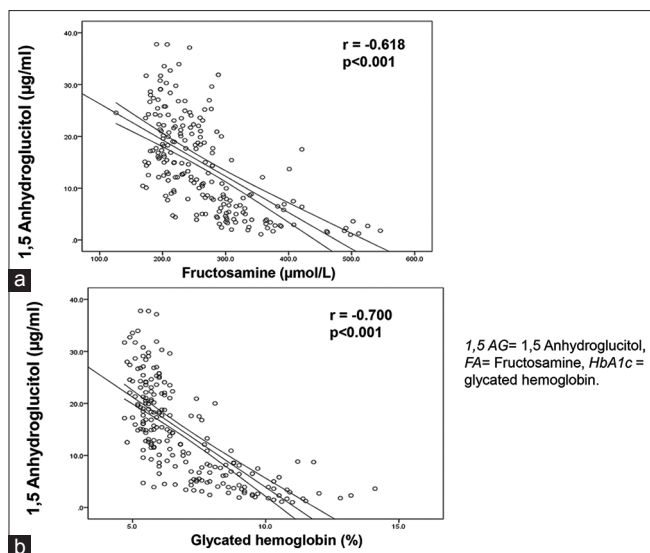 40.0
r = -0.618
p<0.001
30.0
20.0
10.0
.0
1,5 Anhydroglucitol (µg/ml)
100.0 200.0 300.0 400.0 500.0 600.0
Fructosamine (µmol/L)
a
40.0
r = -0.700
p<0.001
30.0
20.0
10.0
.0
1,5 Anhydroglucitol (µg/ml)
5.0 10.0 15.0
Glycated hemoglobin (%)
b
1,5 AG= 1,5 Anhydroglucitol,
FA= Fructosamine, HbA1c =
glycated hemoglobin.